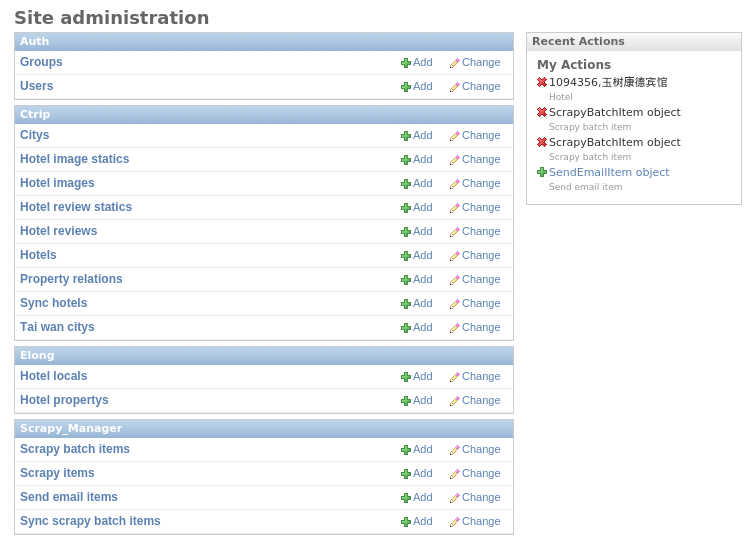 Site administration
Auth
Groups Add Change
Users Add Change
Ctrip
Citys Add Change
Hotel image statics Add Change
Hotel images Add Change
Hotel review statics Add Change
Hotel reviews Add Change
Hotels Add Change
Property relations Add Change
Sync hotels Add Change
Tai wan citys Add Change
Elong
Hotel locals Add Change
Hotel propertys Add Change
Scrapy_Manager
Scrapy batch items Add Change
Scrapy items Add Change
Send email items Add Change
Sync scrapy batch items Add Change
Recent Actions
My Actions
1094356,玉树康德宾馆
Hotel
ScrapyBatchItem object
Scrapy batch item
ScrapyBatchItem object
Scrapy batch item
SendEmailItem object
Send email item